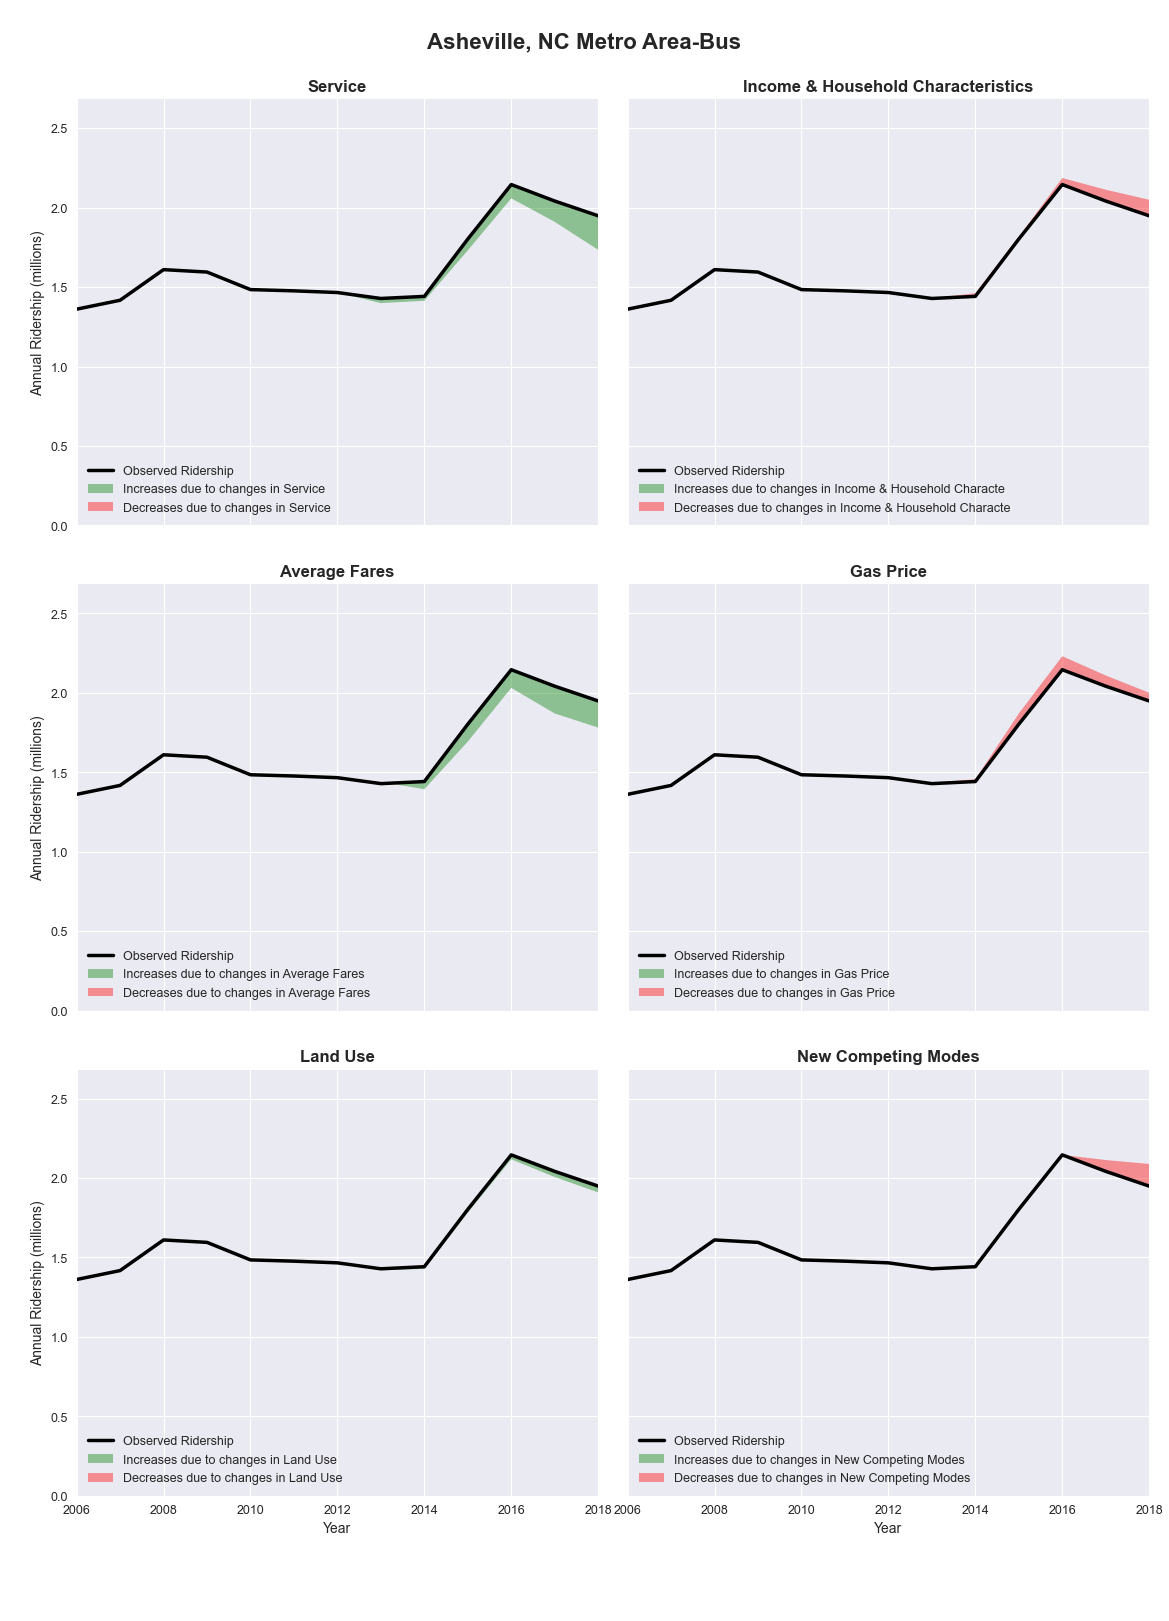 Asheville, NC Metro Area-Bus
Service
Income & Household Characteristics
Annual Ridership (millions)
2.5
2.0
1.5
1.0
0.5
0.0
Observed Ridership
Increases due to changes in Service
Decreases due to changes in Service
Observed Ridership
Increases due to changes in Income & Household Characte
Decreases due to changes in Income & Household Characte
Average Fares
Gas Price
Annual Ridership (millions)
2.5
2.0
1.5
1.0
0.5
0.0
Observed Ridership
Increases due to changes in Average Fares
Decreases due to changes in Average Fares
Observed Ridership
Increases due to changes in Gas Price
Decreases due to changes in Gas Price
Land Use
New Competing Modes
Annual Ridership (millions)
2.5
2.0
1.5
1.0
0.5
0.0
Observed Ridership
Increases due to changes in Land Use
Decreases due to changes in Land Use
Observed Ridership
Increases due to changes in New Competing Modes
Decreases due to changes in New Competing Modes
2006 2008 2010 2012 2014 2016 2018
2006 2008 2010 2012 2014 2016 2018
Year
Year